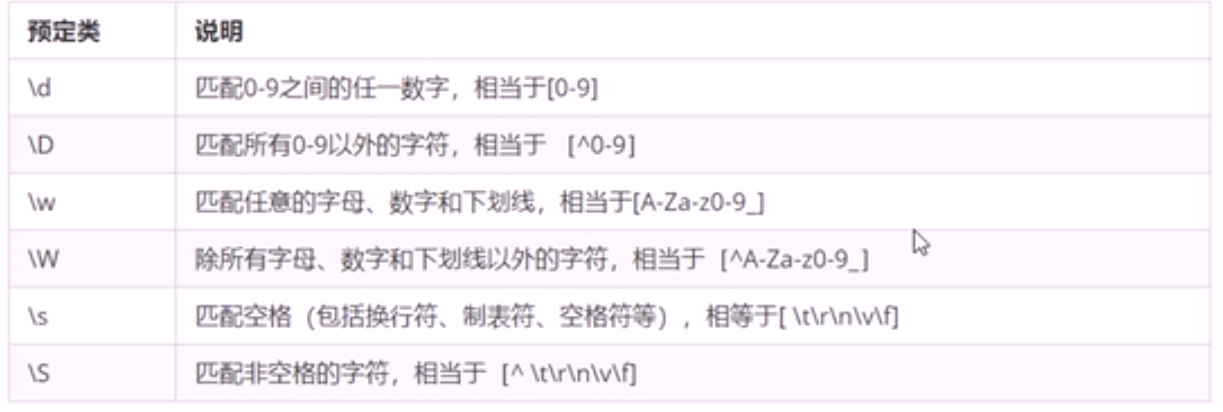 预定类 说明
\d 匹配0-9之间的任一数字，相当于[0-9]
\D 匹配所有0-9以外的字符，相当于 [^0-9]
\w 匹配任意的字母、数字和下划线，相当于[A-Za-z0-9_]
\W 除所有字母、数字和下划线以外的字符，相当于 [^A-Za-z0-9_]
\s 匹配空格（包括换行符、制表符、空格符等），相等于[ \t\r\n\v\f]
\S 匹配非空格的字符，相当于 [^ \t\r\n\v\f]